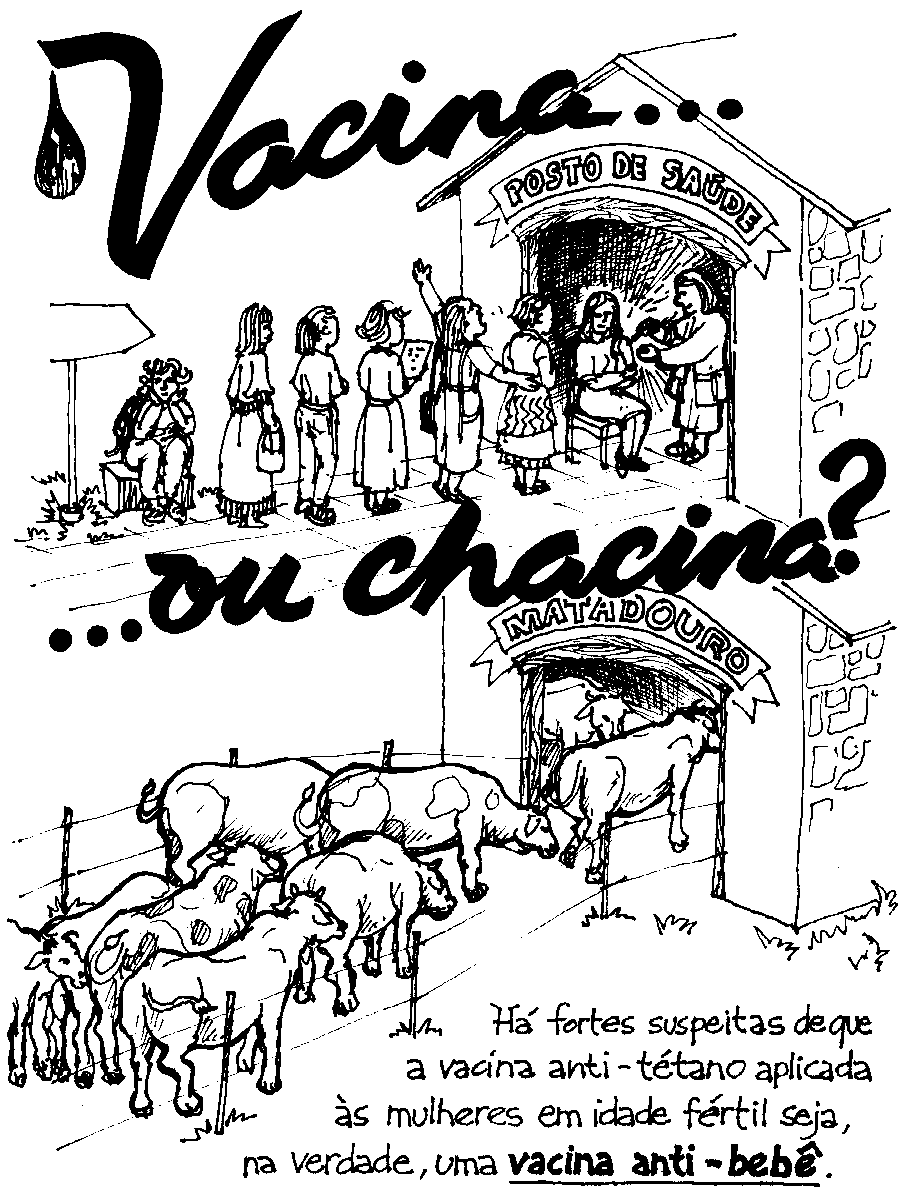 Vacina...
POSTO DE SAÚDE
...ou chacina?
MATADOURO
Há fortes suspeitas de que
a vacina anti-tétano aplicada
às mulheres em idade fértil seja,
na verdade, uma vacina anti-bebê.